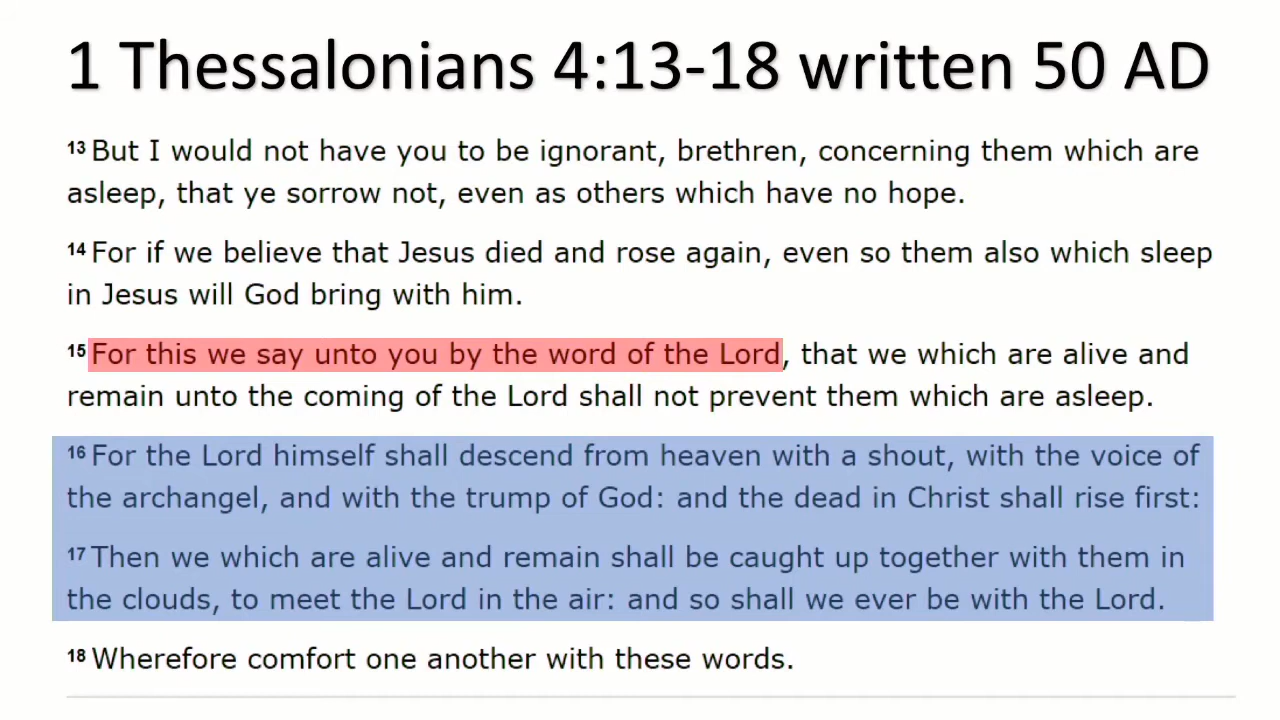 1 Thessalonians 4:13-18 written 50 AD
13 But I would not have you to be ignorant, brethren, concerning them which are
asleep, that ye sorrow not, even as others which have no hope.
14 For if we believe that Jesus died and rose again, even so them also which sleep
in Jesus will God bring with him.
15 For this we say unto you by the word of the Lord, that we which are alive and
remain unto the coming of the Lord shall not prevent them which are asleep.
16 For the Lord himself shall descend from heaven with a shout, with the voice of
the archangel, and with the trump of God: and the dead in Christ shall rise first:
17 Then we which are alive and remain shall be caught up together with them in
the clouds, to meet the Lord in the air: and so shall we ever be with the Lord.
18 Wherefore comfort one another with these words.